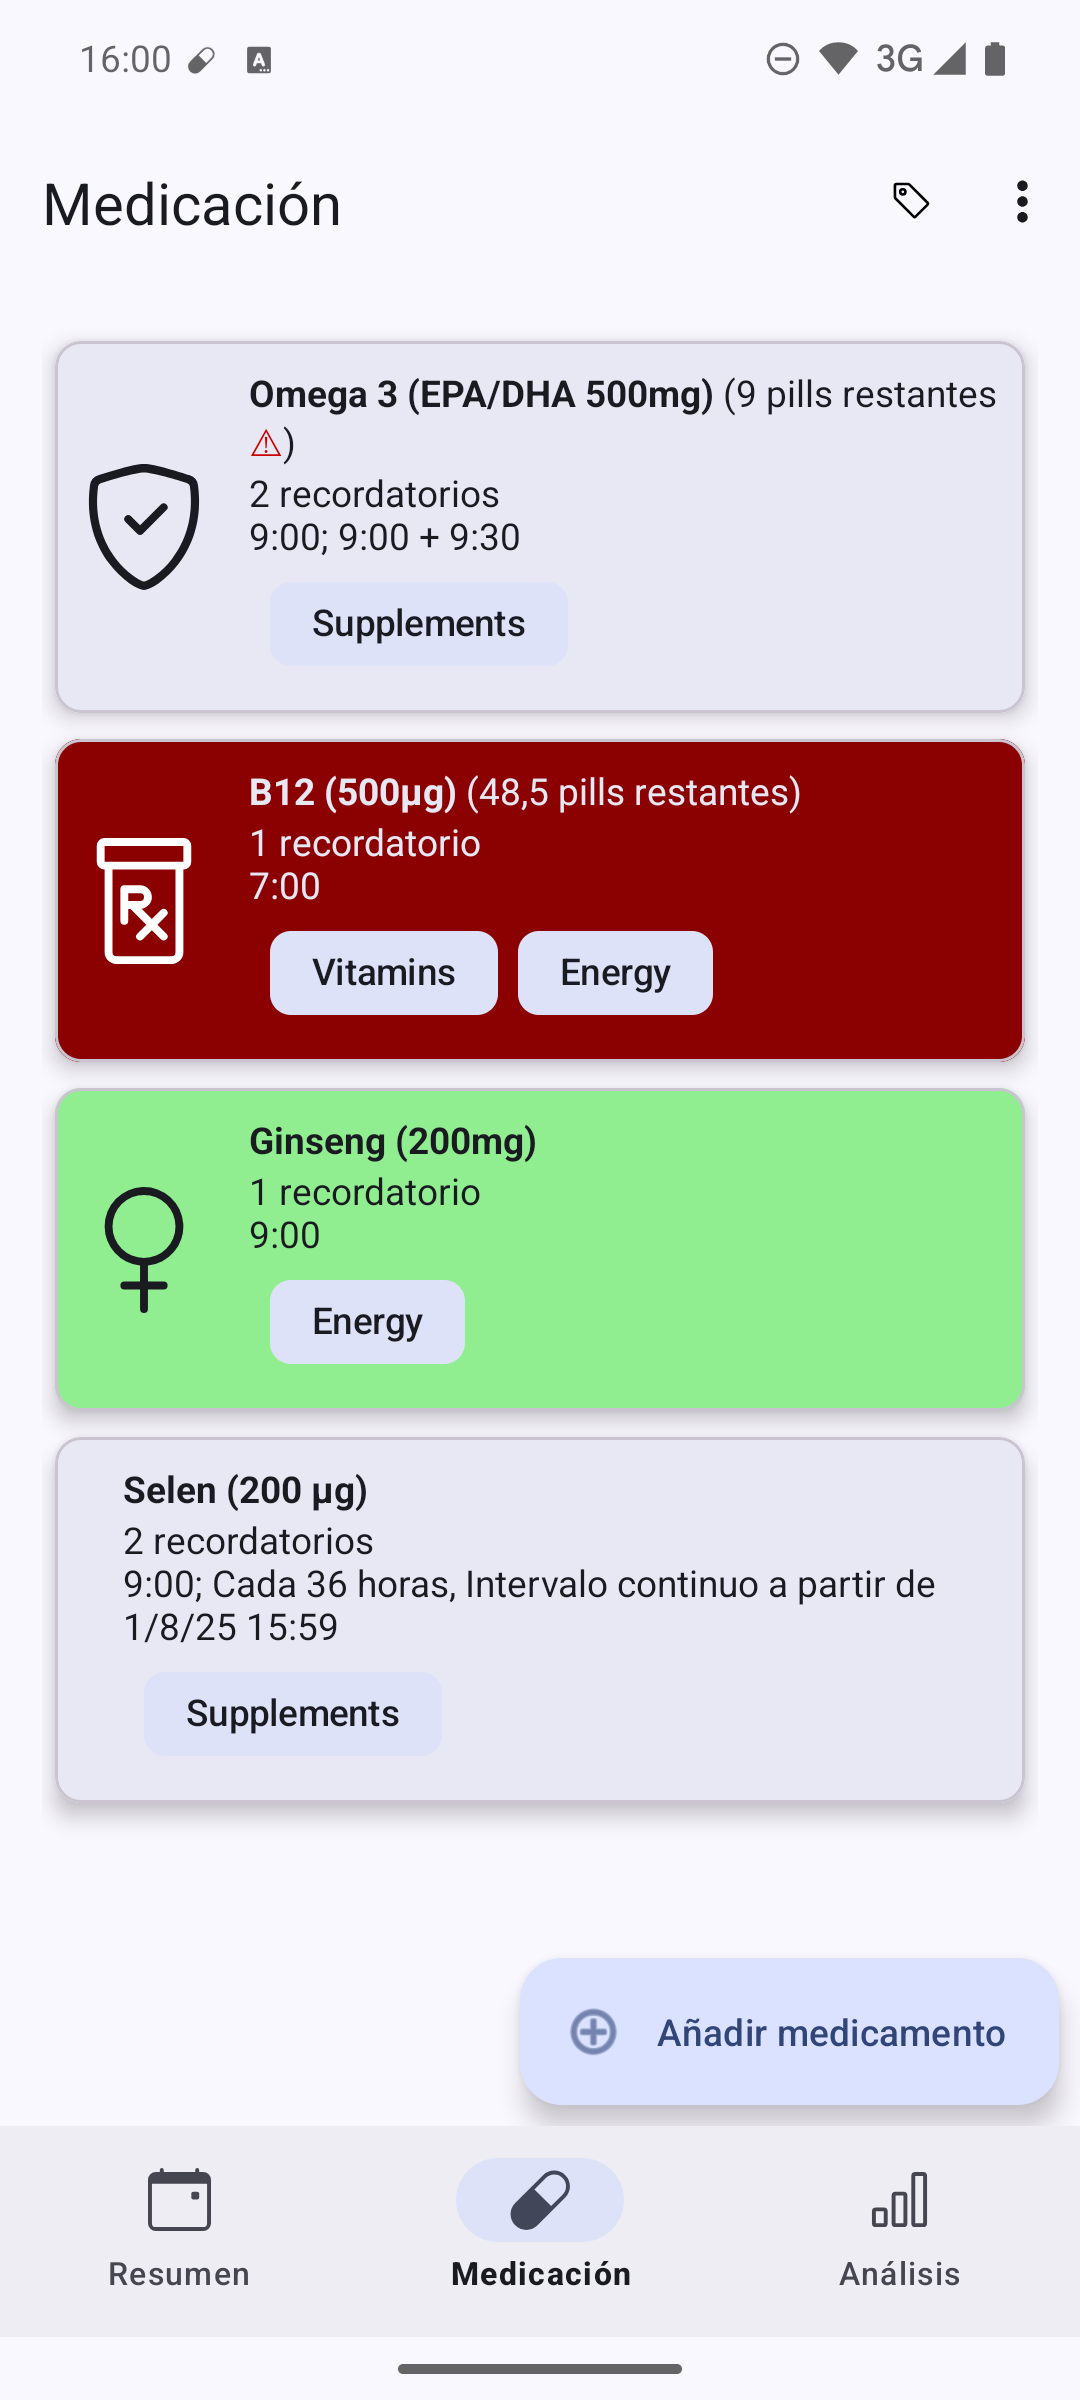 16:00
3G
Medicación
Omega 3 (EPA/DHA 500mg) (9 pills restantes
⚠)
2 recordatorios
9:00; 9:00 + 9:30
Supplements
B12 (500µg) (48,5 pills restantes)
1 recordatorio
7:00
Vitamins Energy
Ginseng (200mg)
1 recordatorio
9:00
Energy
Selen (200 µg)
2 recordatorios
9:00; Cada 36 horas, Intervalo continuo a partir de
1/8/25 15:59
Supplements
Añadir medicamento
Resumen Medicación Análisis